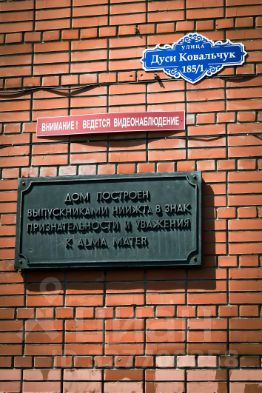 УЛИЦА
Дуси Ковальчук
185/1
ВНИМАНИЕ! ВЕДЕТСЯ ВИДЕОНАБЛЮДЕНИЕ
ДОМ ПОСТРОЕН
ВЫПУСКНИКАМИ НИИЖТА В ЗНАК
ПРИЗНАТЕЛЬНОСТИ И УВАЖЕНИЯ
К ALMA MATER